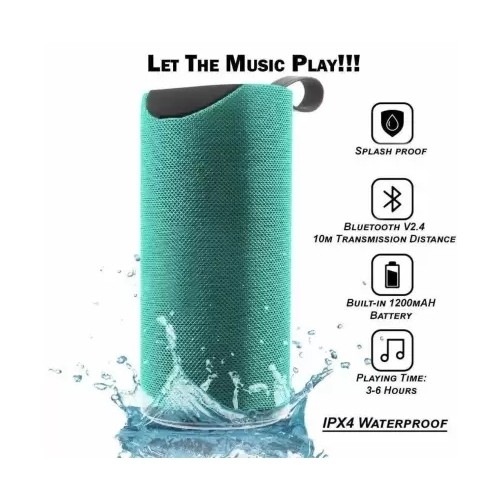 LET THE MUSIC PLAY!!!
SPLASH PROOF
BLUETOOTH V2.4
10M TRANSMISSION DISTANCE
BUILT-IN 1200MAH
BATTERY
PLAYING TIME:
3-6 HOURS
IPX4 WATERPROOF